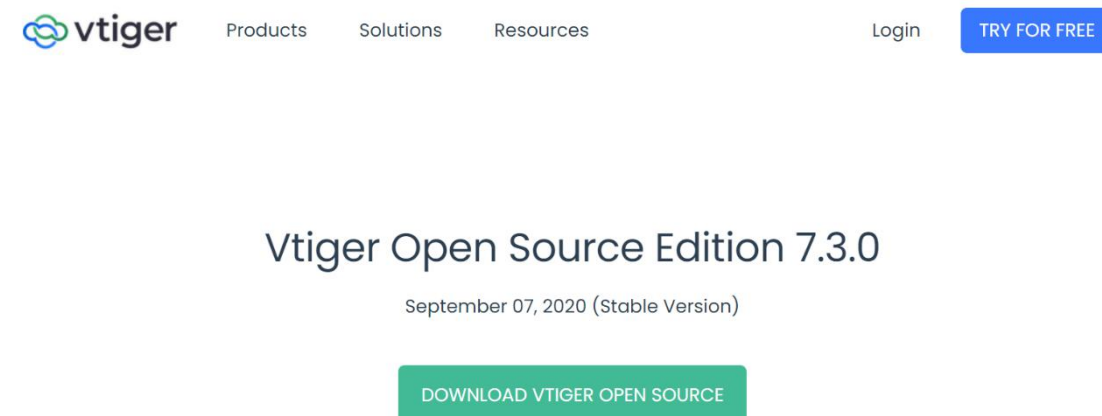 vtiger Products Solutions Resources Login TRY FOR FREE
Vtiger Open Source Edition 7.3.0
September 07, 2020 (Stable Version)
DOWNLOAD VTIGER OPEN SOURCE